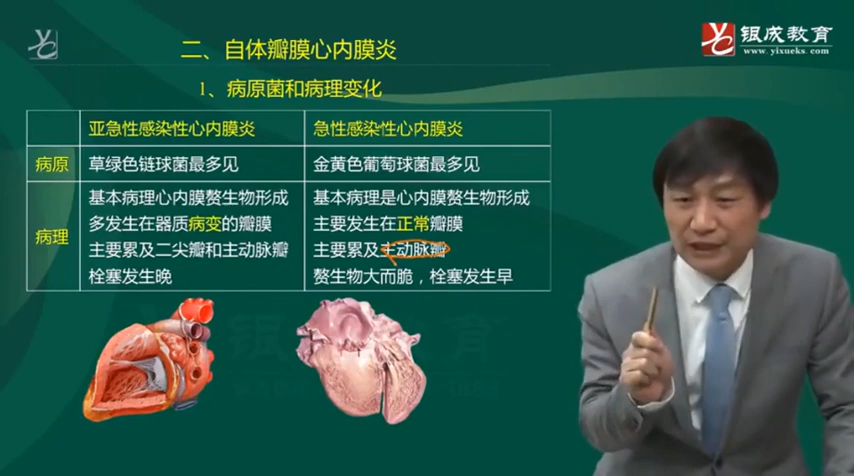 YC
银成教育
www.yixueks.com
二、自体瓣膜心内膜炎
1、病原菌和病理变化
亚急性感染性心内膜炎
急性感染性心内膜炎
病原
草绿色链球菌最多见
金黄色葡萄球菌最多见
病理
基本病理心内膜赘生物形成
多发生在器质病变的瓣膜
主要累及二尖瓣和主动脉瓣
栓塞发生晚
基本病理是心内膜赘生物形成
主要发生在正常瓣膜
主要累及主动脉瓣
赘生物大而脆，栓塞发生早
银成教育